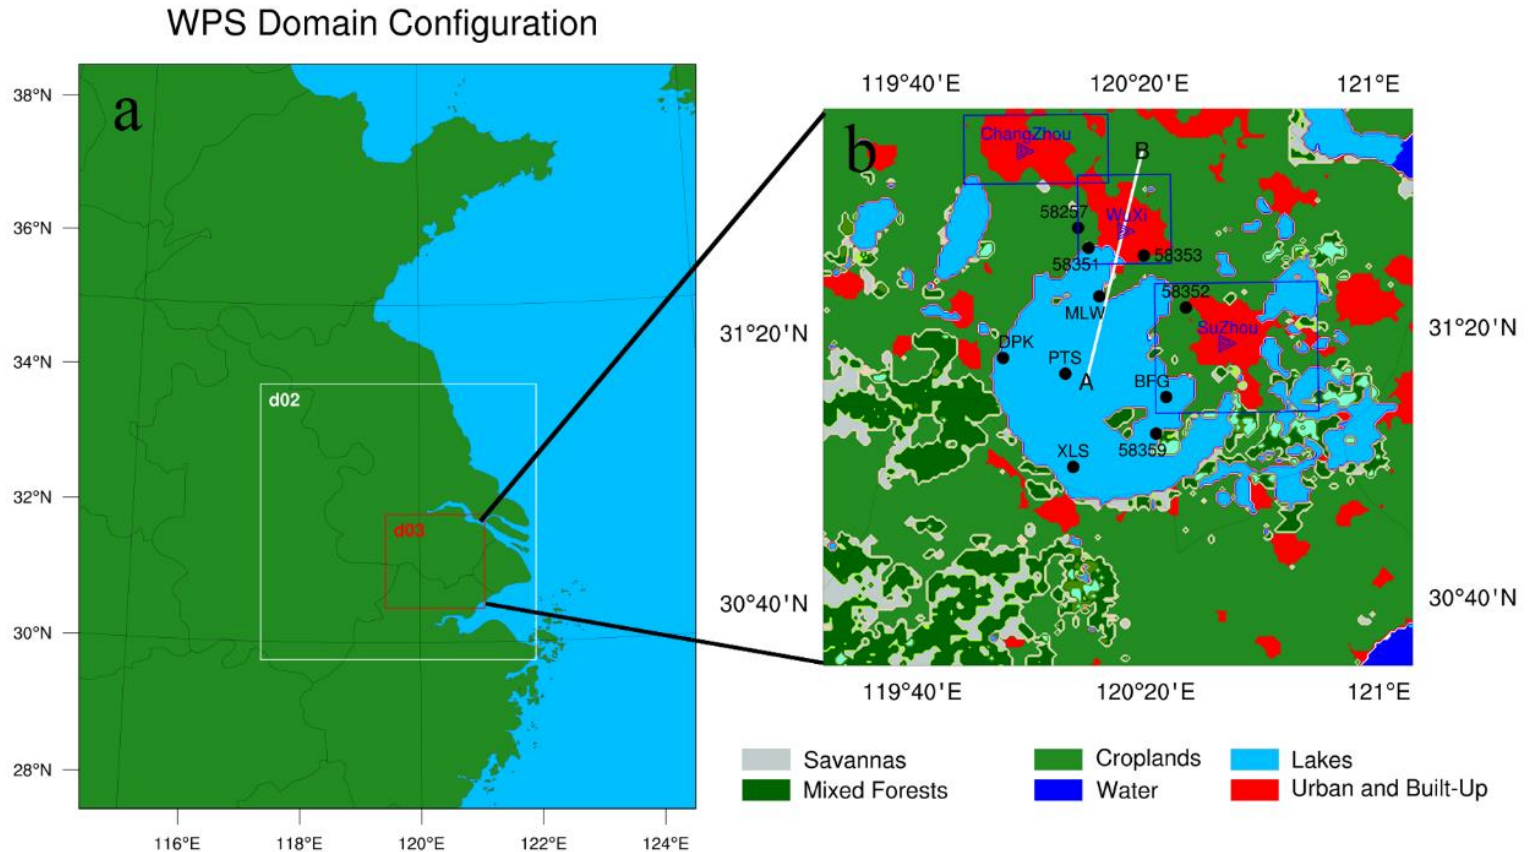 WPS Domain Configuration
a
38°N
36°N
34°N
32°N
30°N
28°N
116°E
118°E
120°E
122°E
124°E
d02
d03
119°40'E
120°20'E
121°E
b
ChangZhou
B
58257
WuXi
58351
58353
58352
MLW
SuZhou
DPK
PTS
A
BFG
XLS
58359
31°20'N
31°20'N
30°40'N
30°40'N
119°40'E
120°20'E
121°E
Savannas
Croplands
Lakes
Mixed Forests
Water
Urban and Built-Up